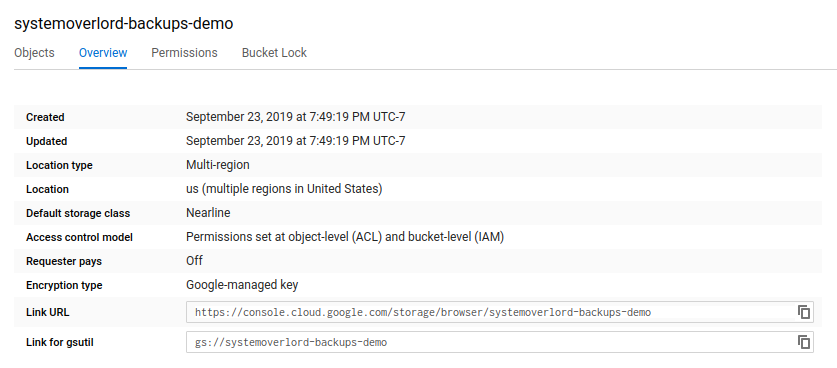 systemoverlord-backups-demo
Objects Overview Permissions Bucket Lock
Created September 23, 2019 at 7:49:19 PM UTC-7
Updated September 23, 2019 at 7:49:19 PM UTC-7
Location type Multi-region
Location us (multiple regions in United States)
Default storage class Nearline
Access control model Permissions set at object-level (ACL) and bucket-level (IAM)
Requester pays Off
Encryption type Google-managed key
Link URL https://console.cloud.google.com/storage/browser/systemoverlord-backups-demo
Link for gsutil gs://systemoverlord-backups-demo